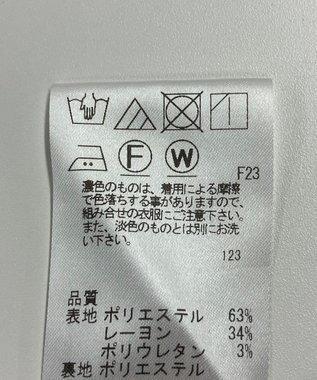 F W
F23
濃色のものは、着用による摩擦
で色落ちする事がありますので、
組み合せの衣服にご注意下さい。
また、淡色のものとは別にお洗
い下さい。
123
品質
表地 ポリエステル 63%
レーヨン 34%
ポリウレタン 3%
裏地 ポリエステル